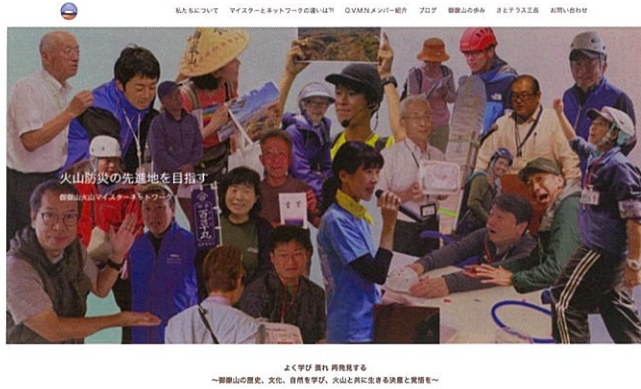 私たちについて マイスターとネットワークの違いは?! O.V.M.N.メンバー紹介 ブログ 御嶽山の歩み さとテラス三岳 お問い合わせ
火山防災の先進地を目指す
御嶽山火山マイスターネットワーク
百草丸
よく学び 畏れ 再発見する
〜御嶽山の歴史、文化、自然を学び、火山と共に生きる決意と覚悟を〜